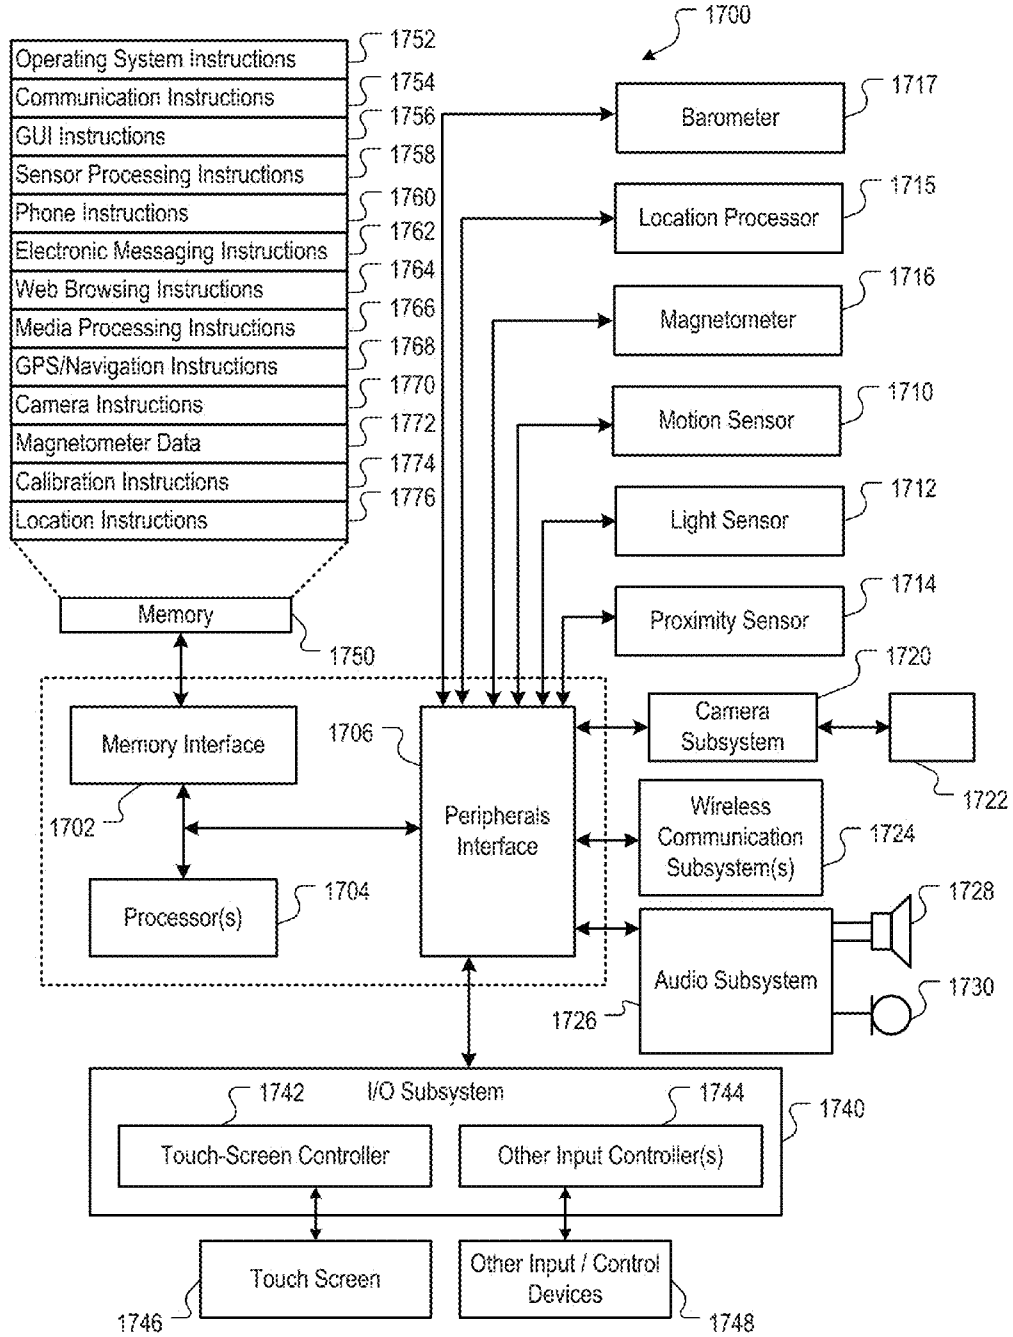 1700
Operating System Instructions
1752
Communication Instructions
1754
GUI Instructions
1756
Sensor Processing Instructions
1758
Phone Instructions
1760
Electronic Messaging Instructions
1762
Web Browsing Instructions
1764
Media Processing Instructions
1766
GPS/Navigation Instructions
1768
Camera Instructions
1770
Magnetometer Data
1772
Calibration Instructions
1774
Location Instructions
1776
Memory
1750
Barometer
1717
Location Processor
1715
Magnetometer
1716
Motion Sensor
1710
Light Sensor
1712
Proximity Sensor
1714
Memory Interface
1702
Processor(s)
1704
1706
Peripherals
Interface
Camera
Subsystem
1720
1722
Wireless
Communication
Subsystem(s)
1724
Audio Subsystem
1726
1728
1730
I/O Subsystem
1740
Touch-Screen Controller
1742
Other Input Controller(s)
1744
Touch Screen
1746
Other Input / Control
Devices
1748